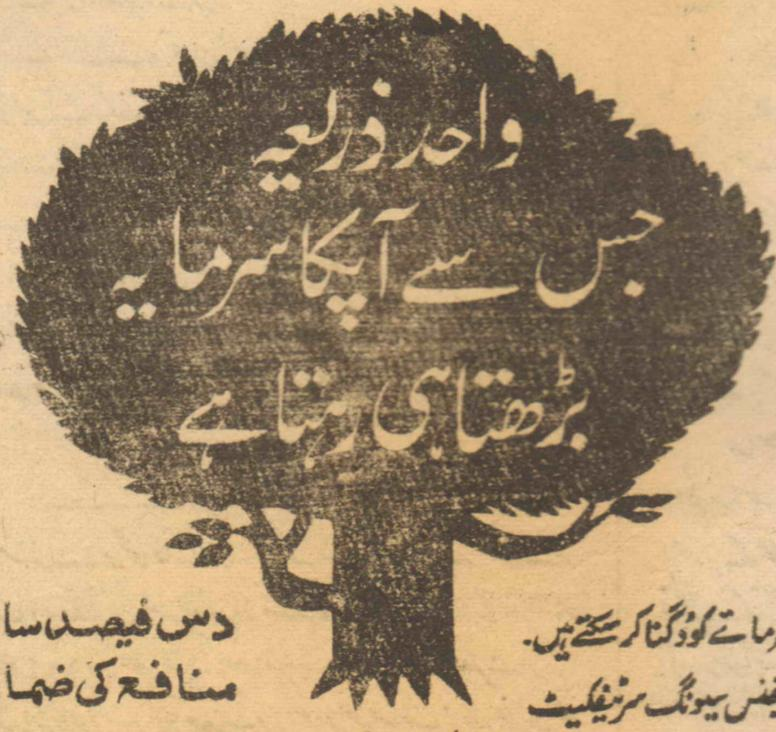 واحد ذریعہ
جس سے آپکا سرمایہ
بڑھتا ہی رہتا ہے
کو دگنا کر سکتے ہیں۔
سیونگ سرٹیفکیٹ
دس فیصد
منافع کی